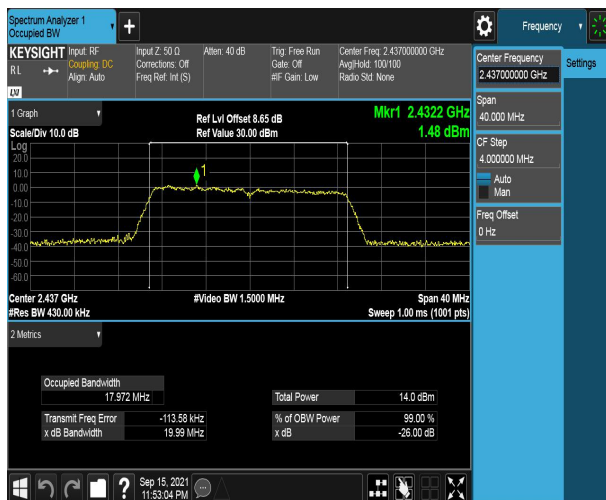 Spectrum Analyzer 1
Occupied BW
Frequency
KEYSIGHT
Input: RF
Coupling: DC
Align: Auto
R L
LXI
Input Z: 50 Ω
Corrections: Off
Freq Ref: Int (S)
Atten: 40 dB
Trig: Free Run
Gate: Off
#IF Gain: Low
Center Freq: 2.437000000 GHz
Avg|Hold: 100/100
Radio Std: None
Center Frequency
2.437000000 GHz
Settings
Span
40.000 MHz
CF Step
4.000000 MHz
Auto
Man
Freq Offset
0 Hz
1 Graph
Scale/Div 10.0 dB
Ref Lvl Offset 8.65 dB
Ref Value 30.00 dBm
Mkr1 2.4322 GHz
1.48 dBm
Log
20.0
10.0
0.00
-10.0
-20.0
-30.0
-40.0
-50.0
-60.0
1
Center 2.437 GHz
#Res BW 430.00 kHz
#Video BW 1.5000 MHz
Span 40 MHz
Sweep 1.00 ms (1001 pts)
2 Metrics
Occupied Bandwidth
17.972 MHz
Total Power 14.0 dBm
Transmit Freq Error -113.58 kHz
% of OBW Power 99.00 %
x dB Bandwidth 19.99 MHz
x dB -26.00 dB
?
Sep 15, 2021
11:53:04 PM